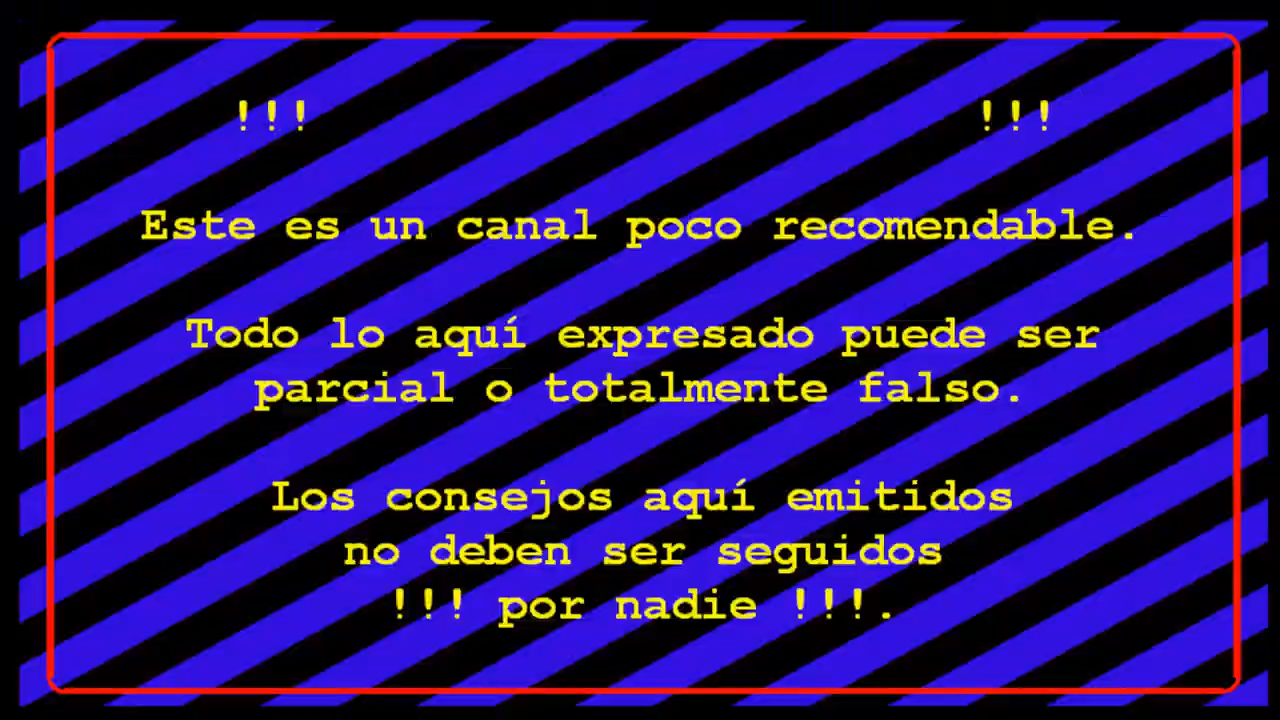 !!! !!!
Este es un canal poco recomendable.
Todo lo aquí expresado puede ser
parcial o totalmente falso.
Los consejos aquí emitidos
no deben ser seguidos
!!! por nadie !!!.